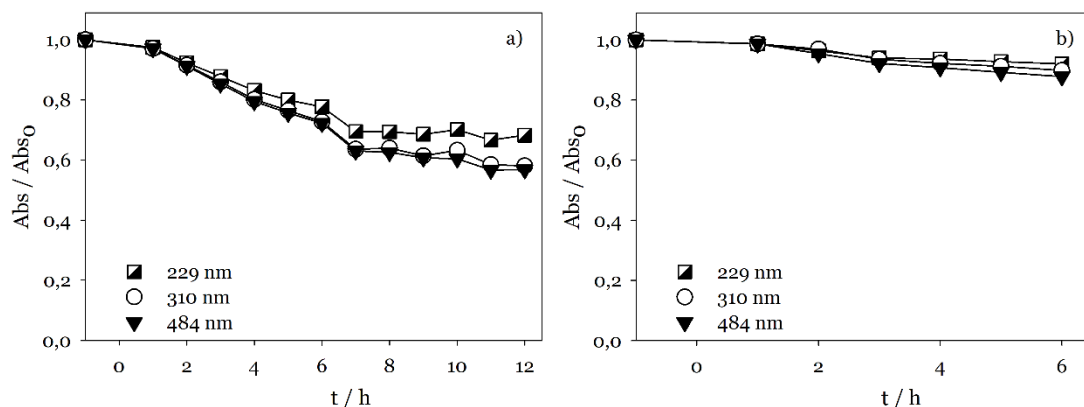 a)
1,0
0,8
0,6
0,4
0,2
0,0
Abs / Abs0
229 nm
310 nm
484 nm
0 2 4 6 8 10 12
t / h
b)
1,0
0,8
0,6
0,4
0,2
0,0
Abs / Abs0
229 nm
310 nm
484 nm
0 2 4 6
t / h